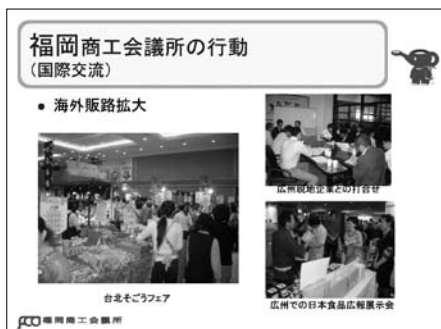 福岡商工会議所の行動
（国際交流）
● 海外販路拡大
広州現地企業との打合せ
台北そごうフェア
広州での日本食品広報展示会
fcci 福岡商工会議所